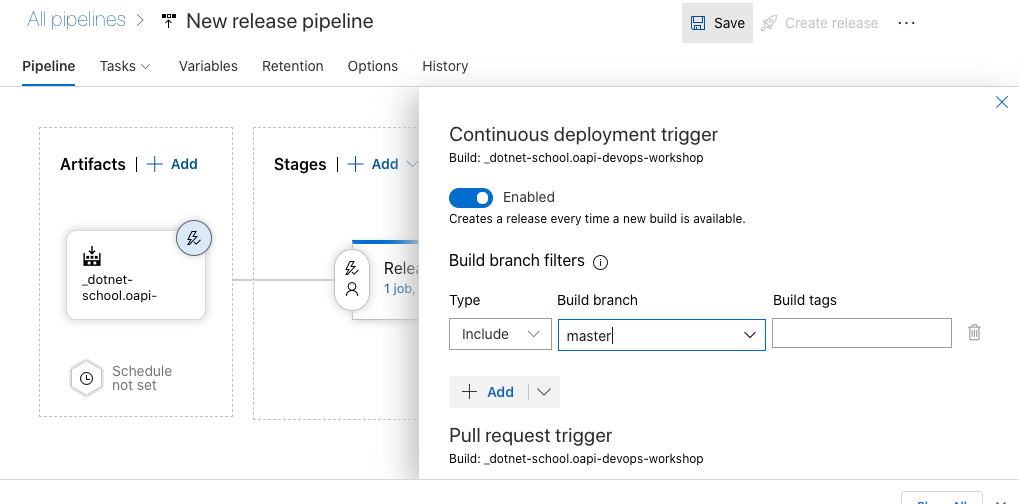 All pipelines > New release pipeline
Save
Create release
...
Pipeline Tasks Variables Retention Options History
Artifacts | + Add
Stages | + Add
_dotnet-
school.oapi-
Schedule
not set
1 job,
Continuous deployment trigger
Build: _dotnet-school.oapi-devops-workshop
Enabled
Creates a release every time a new build is available.
Build branch filters
Type Build branch Build tags
Include master
+ Add
Pull request trigger
Build: _dotnet-school.oapi-devops-workshop